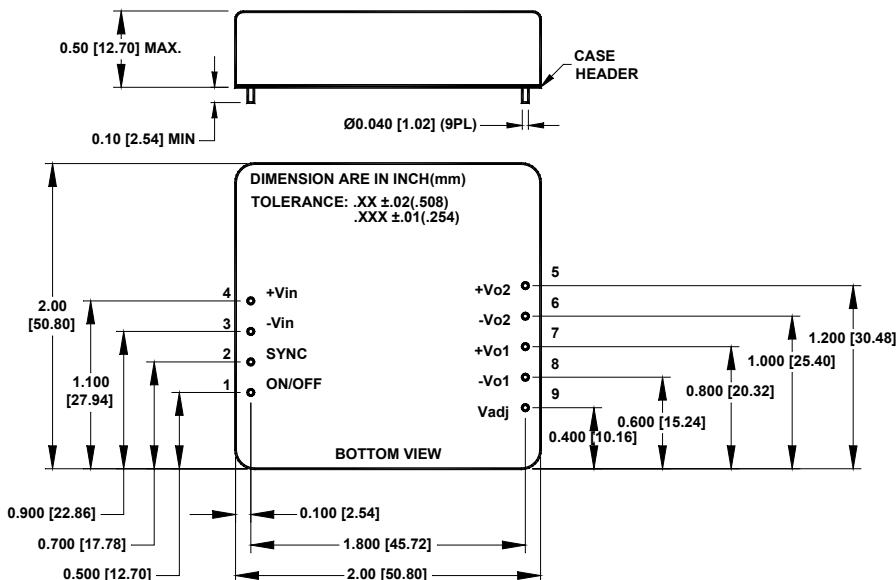 0.50 [12.70] MAX.
CASE
HEADER
0.10 [2.54] MIN
Ø0.040 [1.02] (9PL)
DIMENSION ARE IN INCH(mm)
TOLERANCE: .XX ±.02(.508)
.XXX ±.01(.254)
2.00
[50.80]
1.100
[27.94]
4 +Vin
3 -Vin
2 SYNC
1 ON/OFF
+Vo2 5
-Vo2 6
+Vo1 7
-Vo1 8
Vadj 9
1.200 [30.48]
1.000 [25.40]
0.800 [20.32]
0.600 [15.24]
0.400 [10.16]
BOTTOM VIEW
0.900 [22.86]
0.700 [17.78]
0.500 [12.70]
0.100 [2.54]
1.800 [45.72]
2.00 [50.80]